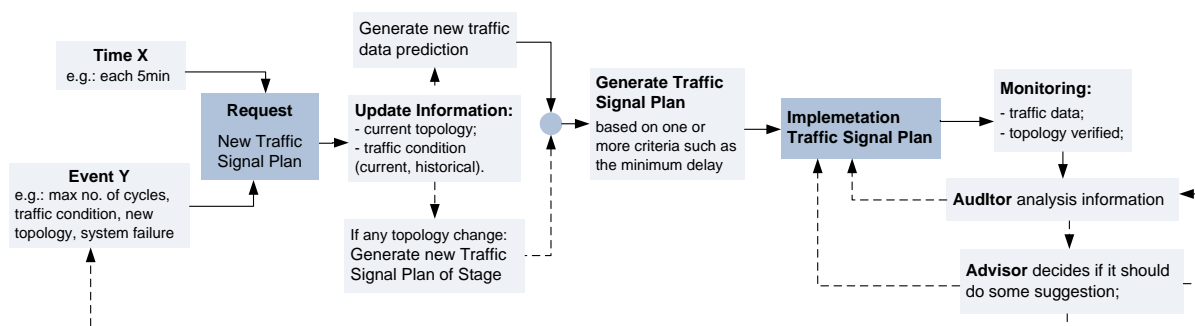 Time X
e.g.: each 5min
Event Y
e.g.: max no. of cycles,
traffic condition, new
topology, system failure
Request
New Traffic
Signal Plan
Generate new traffic
data prediction
Update Information:
- current topology;
- traffic condition
(current, historical).
If any topology change:
Generate new Traffic
Signal Plan of Stage
Generate Traffic
Signal Plan
based on one or
more criteria such as
the minimum delay
Implemetation
Traffic Signal Plan
Monitoring:
- traffic data;
- topology verified;
AudItor analysis information
Advisor decides if it should
do some suggestion;